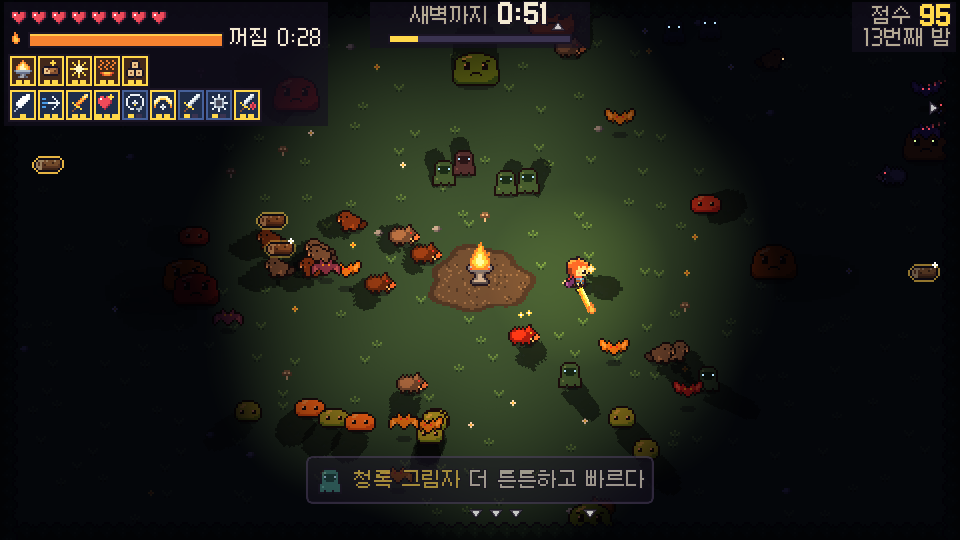 새벽까지 0:51
꺼짐 0:28
점수 95
13번째 밤
청록 그림자 더 튼튼하고 빠르다